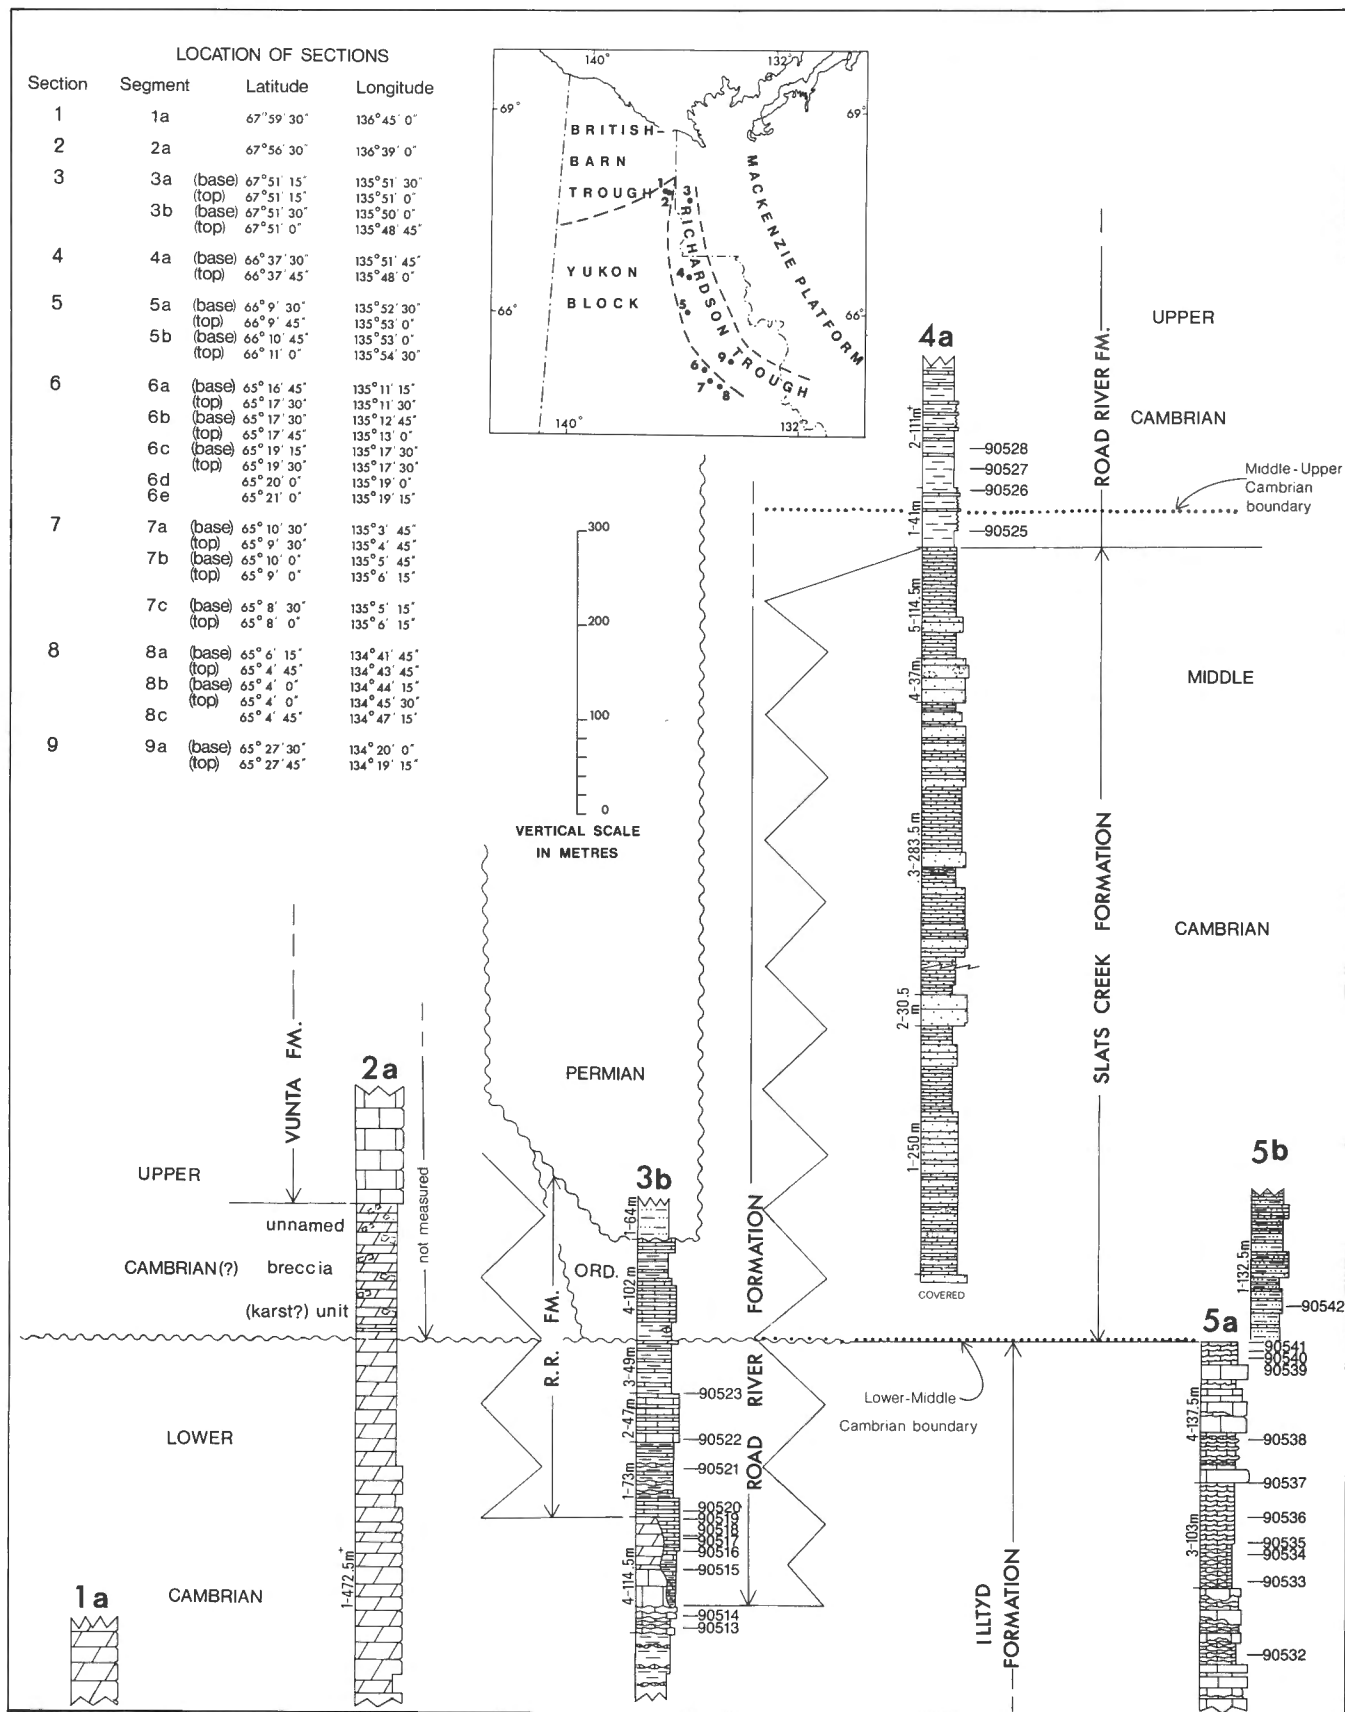 LOCATION OF SECTIONS
Section Segment Latitude Longitude
1 1a 67°59' 30" 136°45' 0"
2 2a 67°56' 30" 136°39' 0"
3 3a (base) 67°51' 15" 135°51' 30"
(top) 67°51' 15" 135°51' 0"
3b (base) 67°51' 30" 135°50' 0"
(top) 67°51' 0" 135°48' 45"
4 4a (base) 66°37' 30" 135°51' 45"
(top) 66°37' 45" 135°48' 0"
5 5a (base) 66°9' 30" 135°52' 30"
(top) 66°9' 45" 135°53' 0"
5b (base) 66°10' 45" 135°53' 0"
(top) 66°11' 0" 135°54' 30"
6 6a (base) 65°16' 45" 135°11' 15"
(top) 65°17' 30" 135°11' 30"
6b (base) 65°17' 30" 135°12' 45"
(top) 65°17' 45" 135°13' 0"
6c (base) 65°19' 15" 135°17' 30"
(top) 65°19' 30" 135°17' 30"
6d 65°20' 0" 135°19' 0"
6e 65°21' 0" 135°19' 15"
7 7a (base) 65°10' 30" 135°3' 45"
(top) 65°9' 30" 135°4' 45"
7b (base) 65°10' 0" 135°5' 45"
(top) 65°9' 0" 135°6' 15"
7c (base) 65°8' 30" 135°5' 15"
(top) 65°8' 0" 135°6' 15"
8 8a (base) 65°6' 15" 134°41' 45"
(top) 65°4' 45" 134°43' 45"
8b (base) 65°4' 0" 134°44' 15"
(top) 65°4' 0" 134°45' 30"
8c 65°4' 45" 134°47' 15"
9 9a (base) 65°27' 30" 134°20' 0"
(top) 65°27' 45" 134°19' 15"
140° 132°
69° 69°
BRITISH-
BARN
TROUGH
1
2
3
YUKON
BLOCK
RICHARDSON TROUGH
MACKENZIE PLATFORM
4
5
6
7
8
9
66° 66°
140° 132°
300
200
100
0
VERTICAL SCALE
IN METRES
UPPER
CAMBRIAN
ROAD RIVER FM.
4a
2-111m+
1-41m
5-114.5m
4-37m
3-283.5m
2-30.5
m
1-250 m
COVERED
90528
90527
90526
90525
Middle-Upper
Cambrian
boundary
MIDDLE
CAMBRIAN
SLATS CREEK FORMATION
VUNTA FM.
2a
not measured
1-472.5m+
UPPER
CAMBRIAN(?)
unnamed
breccia
(karst?) unit
LOWER
CAMBRIAN
1a
PERMIAN
ORD.
R.R. FM.
3b
1-64m
4-102m
3-49m
2-47m
1-73m
4-114.5m
90523
90522
90521
90520
90519
90518
90517
90516
90515
90514
90513
ROAD RIVER FORMATION
Lower-Middle
Cambrian boundary
ILLTYD
FORMATION
5b
1-132.5m
90542
5a
4-137.5m
3-103m
90541
90540
90539
90538
90537
90536
90535
90534
90533
90532